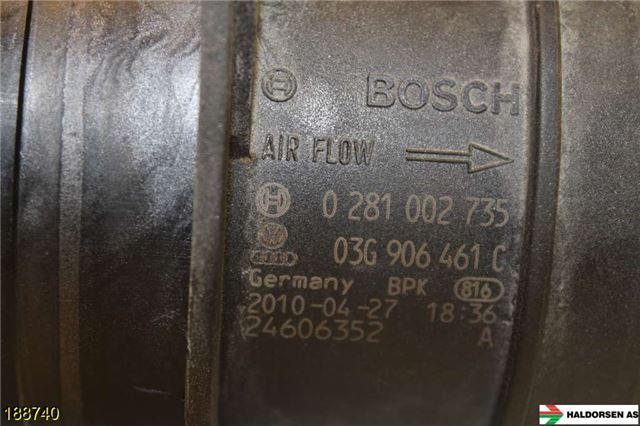 BOSCH
AIR FLOW
0 281 002 735
03G 906 461 C
Germany BPK 816
2010-04-27 18:36
24606352 A
188740
HALDORSEN AS